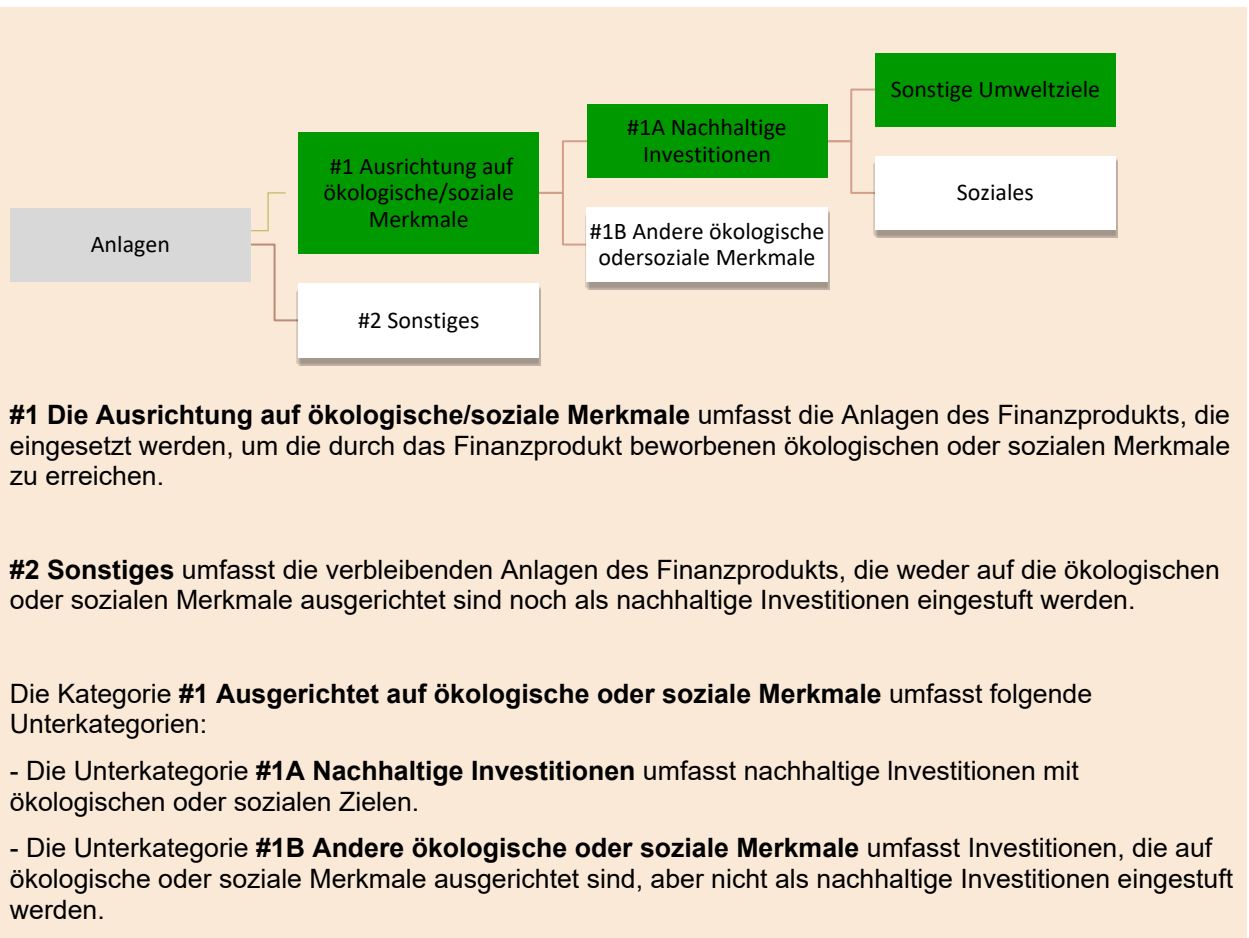 Sonstige Umweltziele
#1A Nachhaltige
Investitionen
#1 Ausrichtung auf
ökologische/soziale
Merkmale
Soziales
Anlagen
#1B Andere ökologische
odersoziale Merkmale
#2 Sonstiges
#1 Die Ausrichtung auf ökologische/soziale Merkmale umfasst die Anlagen des Finanzprodukts, die
eingesetzt werden, um die durch das Finanzprodukt beworbenen ökologischen oder sozialen Merkmale
zu erreichen.
#2 Sonstiges umfasst die verbleibenden Anlagen des Finanzprodukts, die weder auf die ökologischen
oder sozialen Merkmale ausgerichtet sind noch als nachhaltige Investitionen eingestuft werden.
Die Kategorie #1 Ausgerichtet auf ökologische oder soziale Merkmale umfasst folgende
Unterkategorien:
- Die Unterkategorie #1A Nachhaltige Investitionen umfasst nachhaltige lnvestitionen mit
ökologischen oder sozialen Zielen.
- Die Unterkategorie #1B Andere ökologische oder soziale Merkmale umfasst Investitionen, die auf
ökologische oder soziale Merkmale ausgerichtet sind, aber nicht als nachhaltige Investitionen eingestuft
werden.